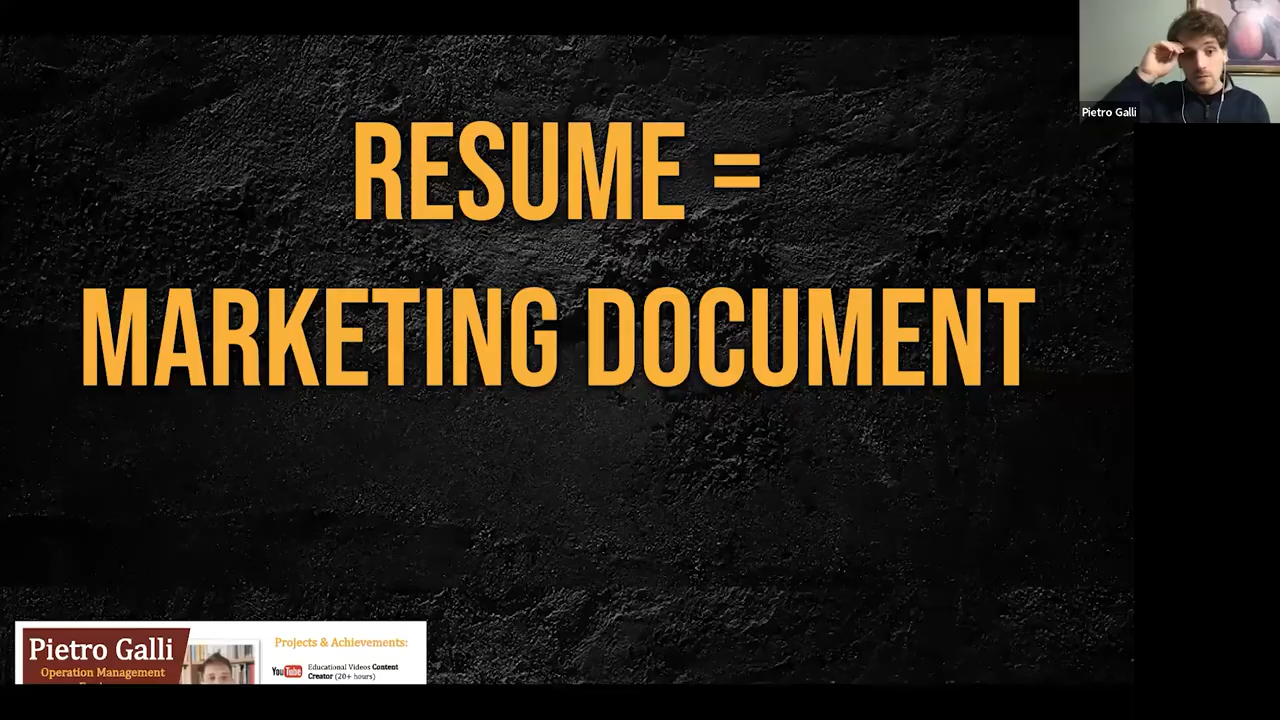 Pietro Galli
RESUME =
MARKETING DOCUMENT
Pietro Galli
Operation Management
Projects & Achievements:
YouTube
Educational Videos Content
Creator (20+ hours)